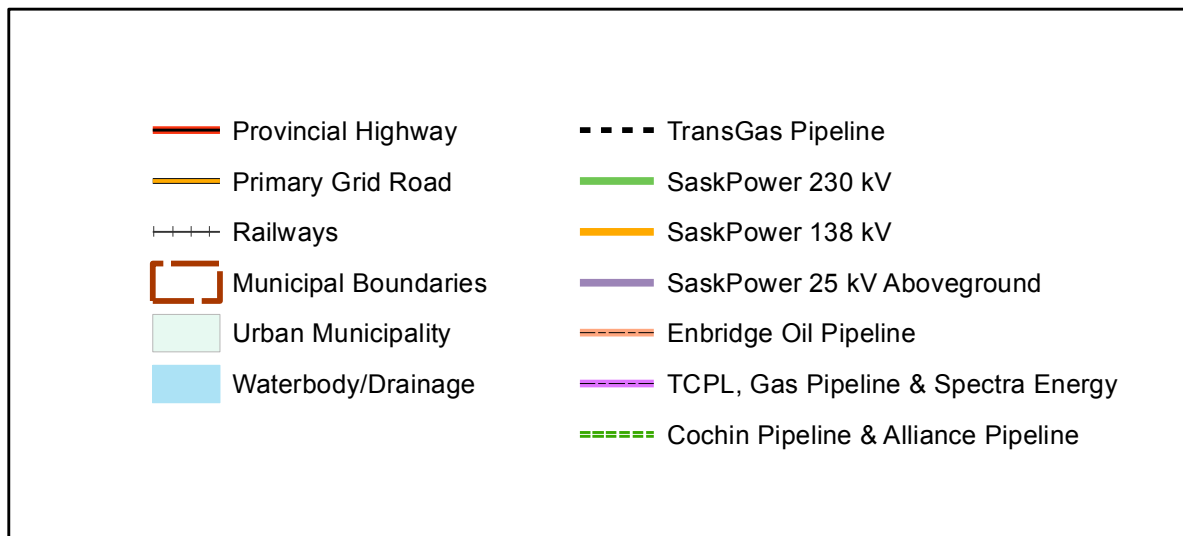 Provincial Highway
Primary Grid Road
Railways
Municipal Boundaries
Urban Municipality
Waterbody/Drainage
TransGas Pipeline
SaskPower 230 kV
SaskPower 138 kV
SaskPower 25 kV Aboveground
Enbridge Oil Pipeline
TCPL, Gas Pipeline & Spectra Energy
Cochin Pipeline & Alliance Pipeline